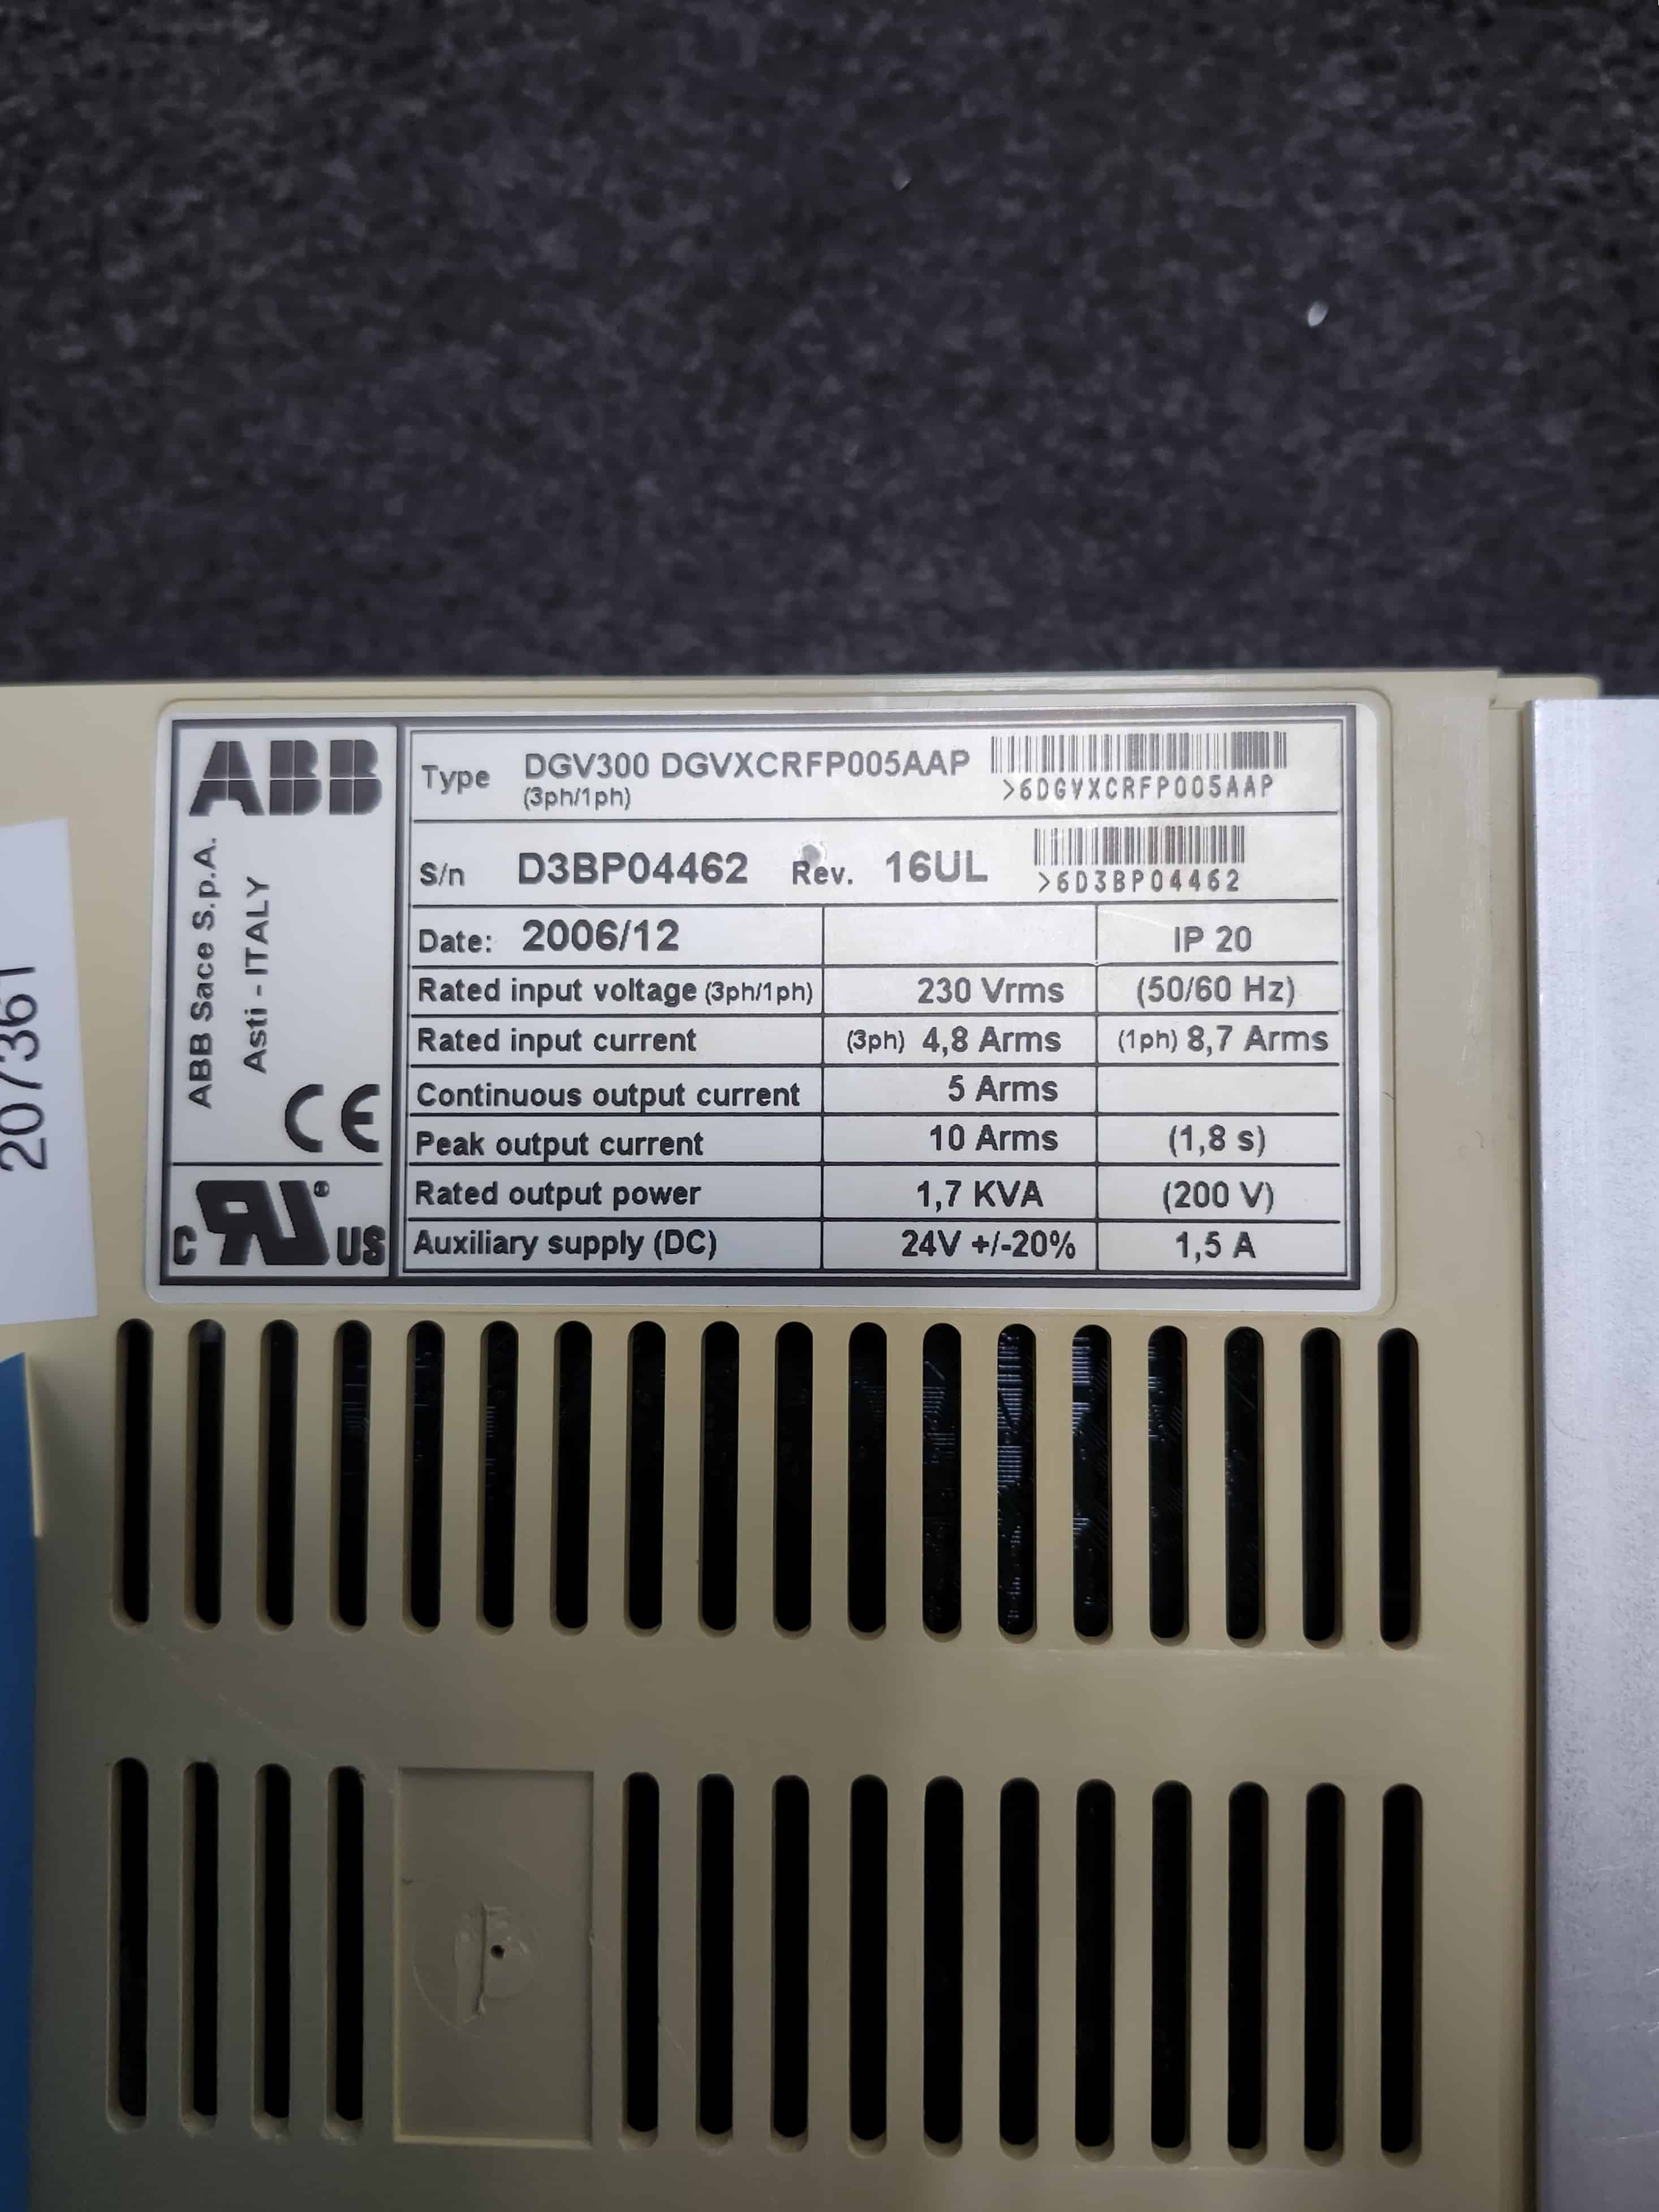 ABB
ABB Sace S.p.A.
Asti - ITALY
CE
C RU® US
Type DGV300 DGVXCRFP005AAP
(3ph/1ph)
>6DGVXCRFP005AAP
S/n D3BP04462 Rev. 16UL
>6D3BP04462
Date: 2006/12 IP 20
Rated input voltage (3ph/1ph) 230 Vrms (50/60 Hz)
Rated input current (3ph) 4,8 Arms (1ph) 8,7 Arms
Continuous output current 5 Arms
Peak output current 10 Arms (1,8 s)
Rated output power 1,7 KVA (200 V)
Auxiliary supply (DC) 24V +/-20% 1,5 A
207361